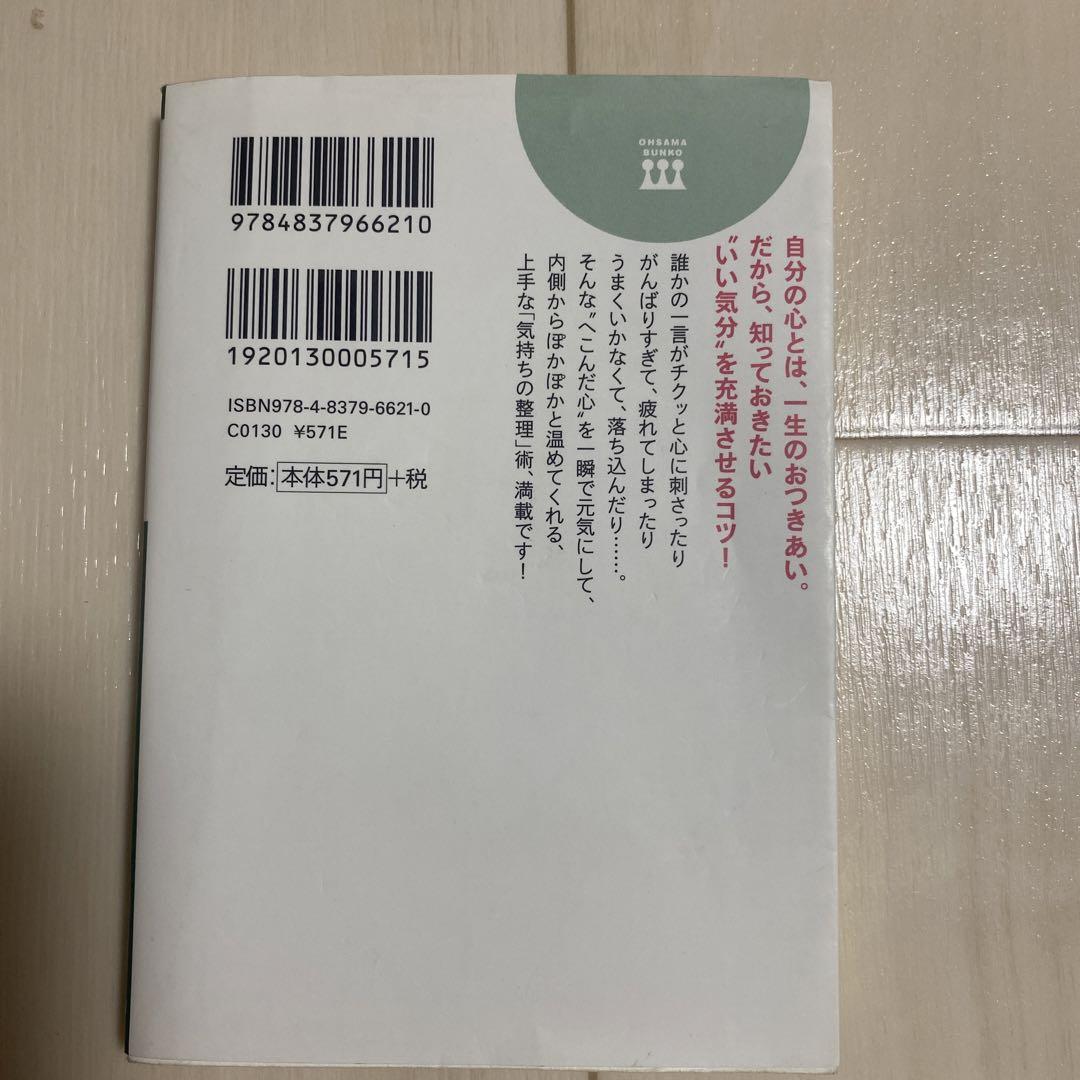 OHSAMA
BUNKO
自分の心とは、一生のおつきあい。
だから、知っておきたい
〝いい気分〟を充満させるコツ！
誰かの一言がチクッと心に刺さったり
がんばりすぎて、疲れてしまったり
うまくいかなくて、落ち込んだり……。
そんな〝へこんだ心〟を一瞬で元気にして、
内側からぽかぽかと温めてくれる、
上手な「気持ちの整理」術、満載です！
9784837966210
1920130005715
ISBN978-4-8379-6621-0
C0130 ¥571E
定価：本体571円＋税